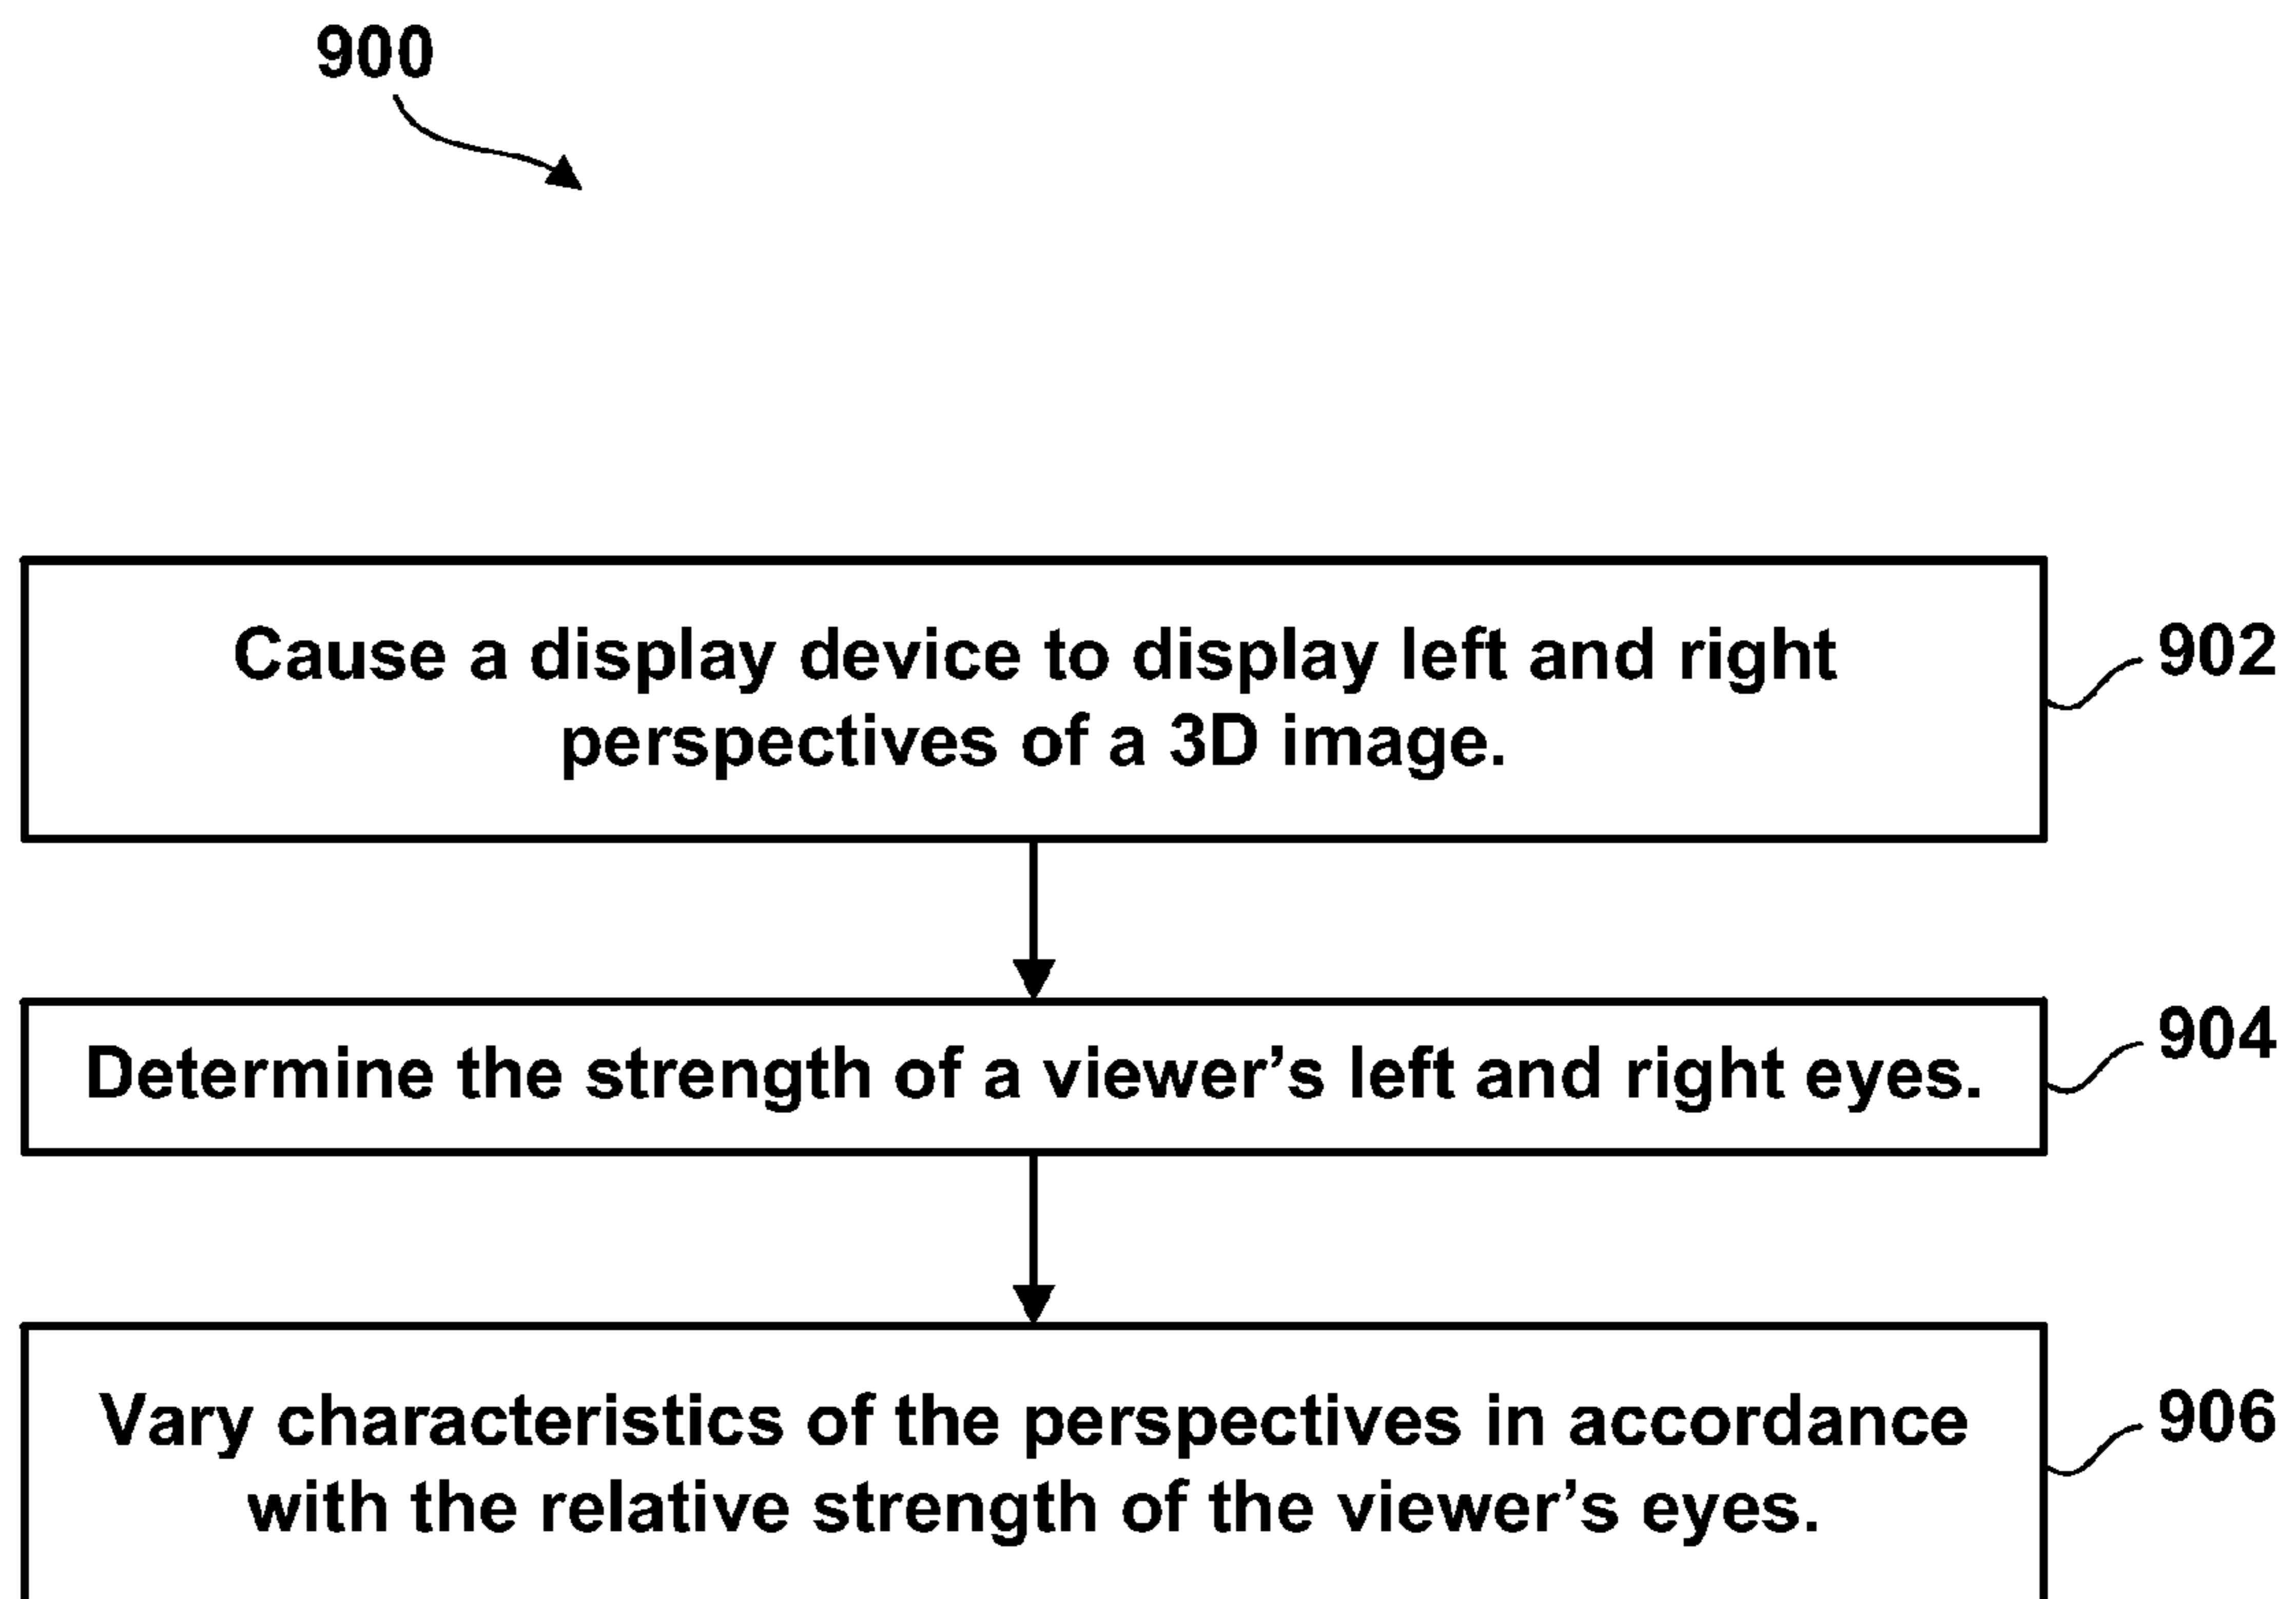 900
Cause a display device to display left and right
perspectives of a 3D image.
902
Determine the strength of a viewer’s left and right eyes.
904
Vary characteristics of the perspectives in accordance
with the relative strength of the viewer’s eyes.
906